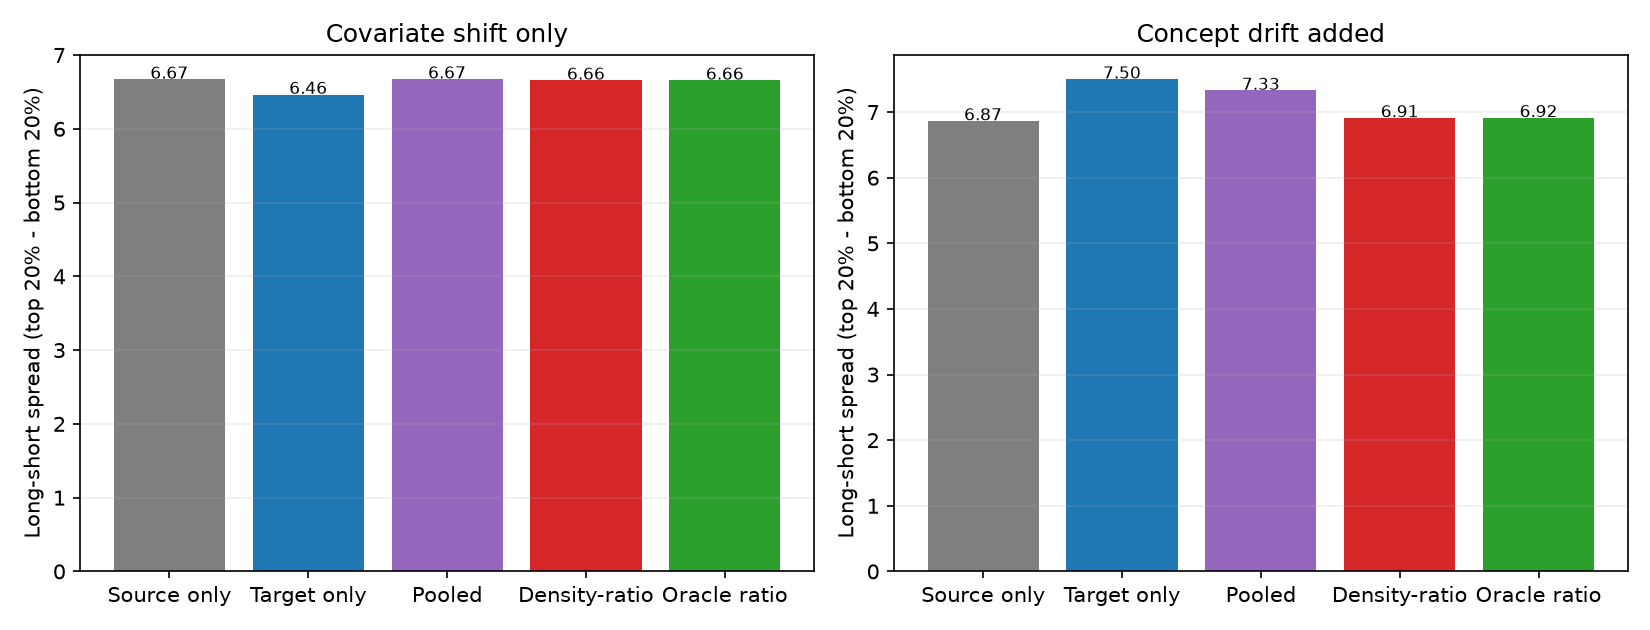 Covariate shift only
Long-short spread (top 20% - bottom 20%)
7
6
5
4
3
2
1
0
6.67
6.46
6.67
6.66
6.66
Source only
Target only
Pooled
Density-ratio
Oracle ratio
Concept drift added
Long-short spread (top 20% - bottom 20%)
7
6
5
4
3
2
1
0
6.87
7.50
7.33
6.91
6.92
Source only
Target only
Pooled
Density-ratio
Oracle ratio